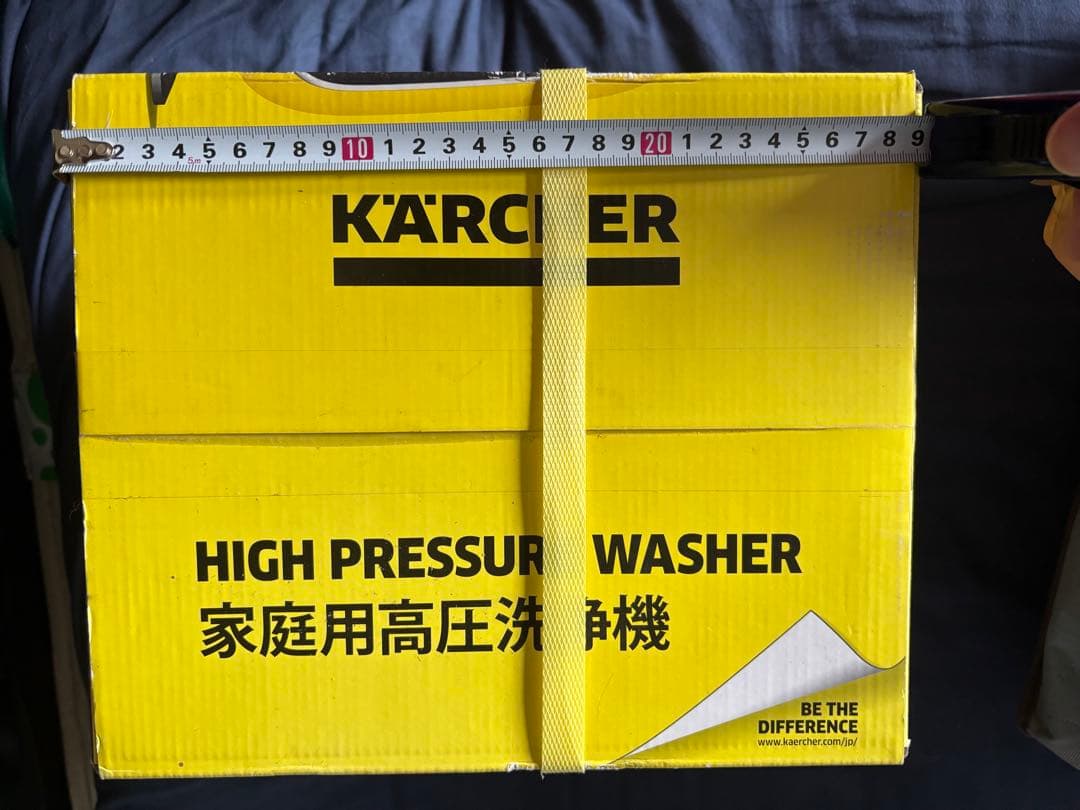 2 3 4 5 6 7 8 9 10 1 2 3 4 5 6 7 8 9 20 1 2 3 4 5 6 7 8 9
5m
KÄRC ER
HIGH PRESSUR WASHER
家庭用高圧洗浄機
BE THE
DIFFERENCE
www.kaercher.com/jp/